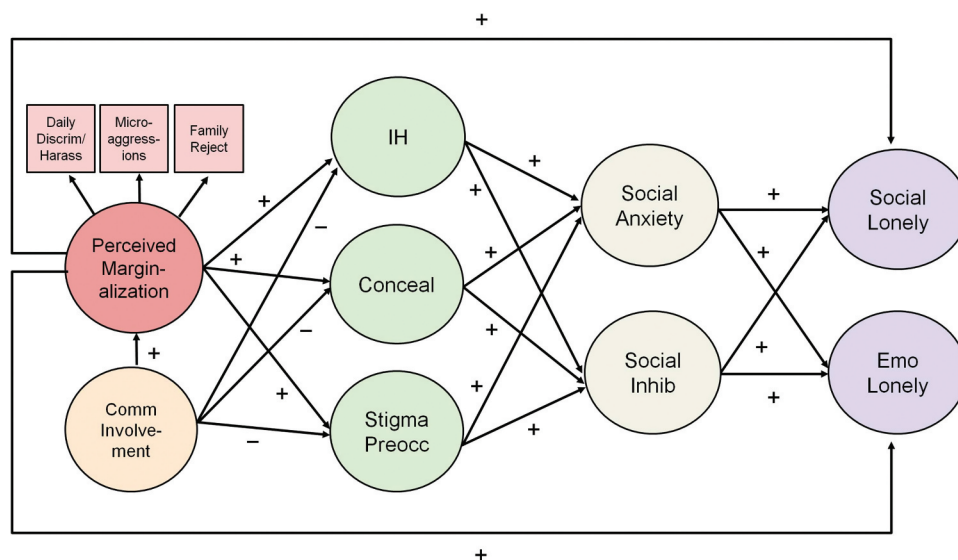 +
Daily
Discrim/
Harass
Micro-
aggress-
ions
Family
Reject
IH
+
+
Social
Anxiety
+
Social
Lonely
+
–
Perceived
Margin-
alization
+
Conceal
+
+
–
+
+
Comm
Involve-
ment
+
–
Stigma
Preocc
+
+
Social
Inhib
+
+
Emo
Lonely
+